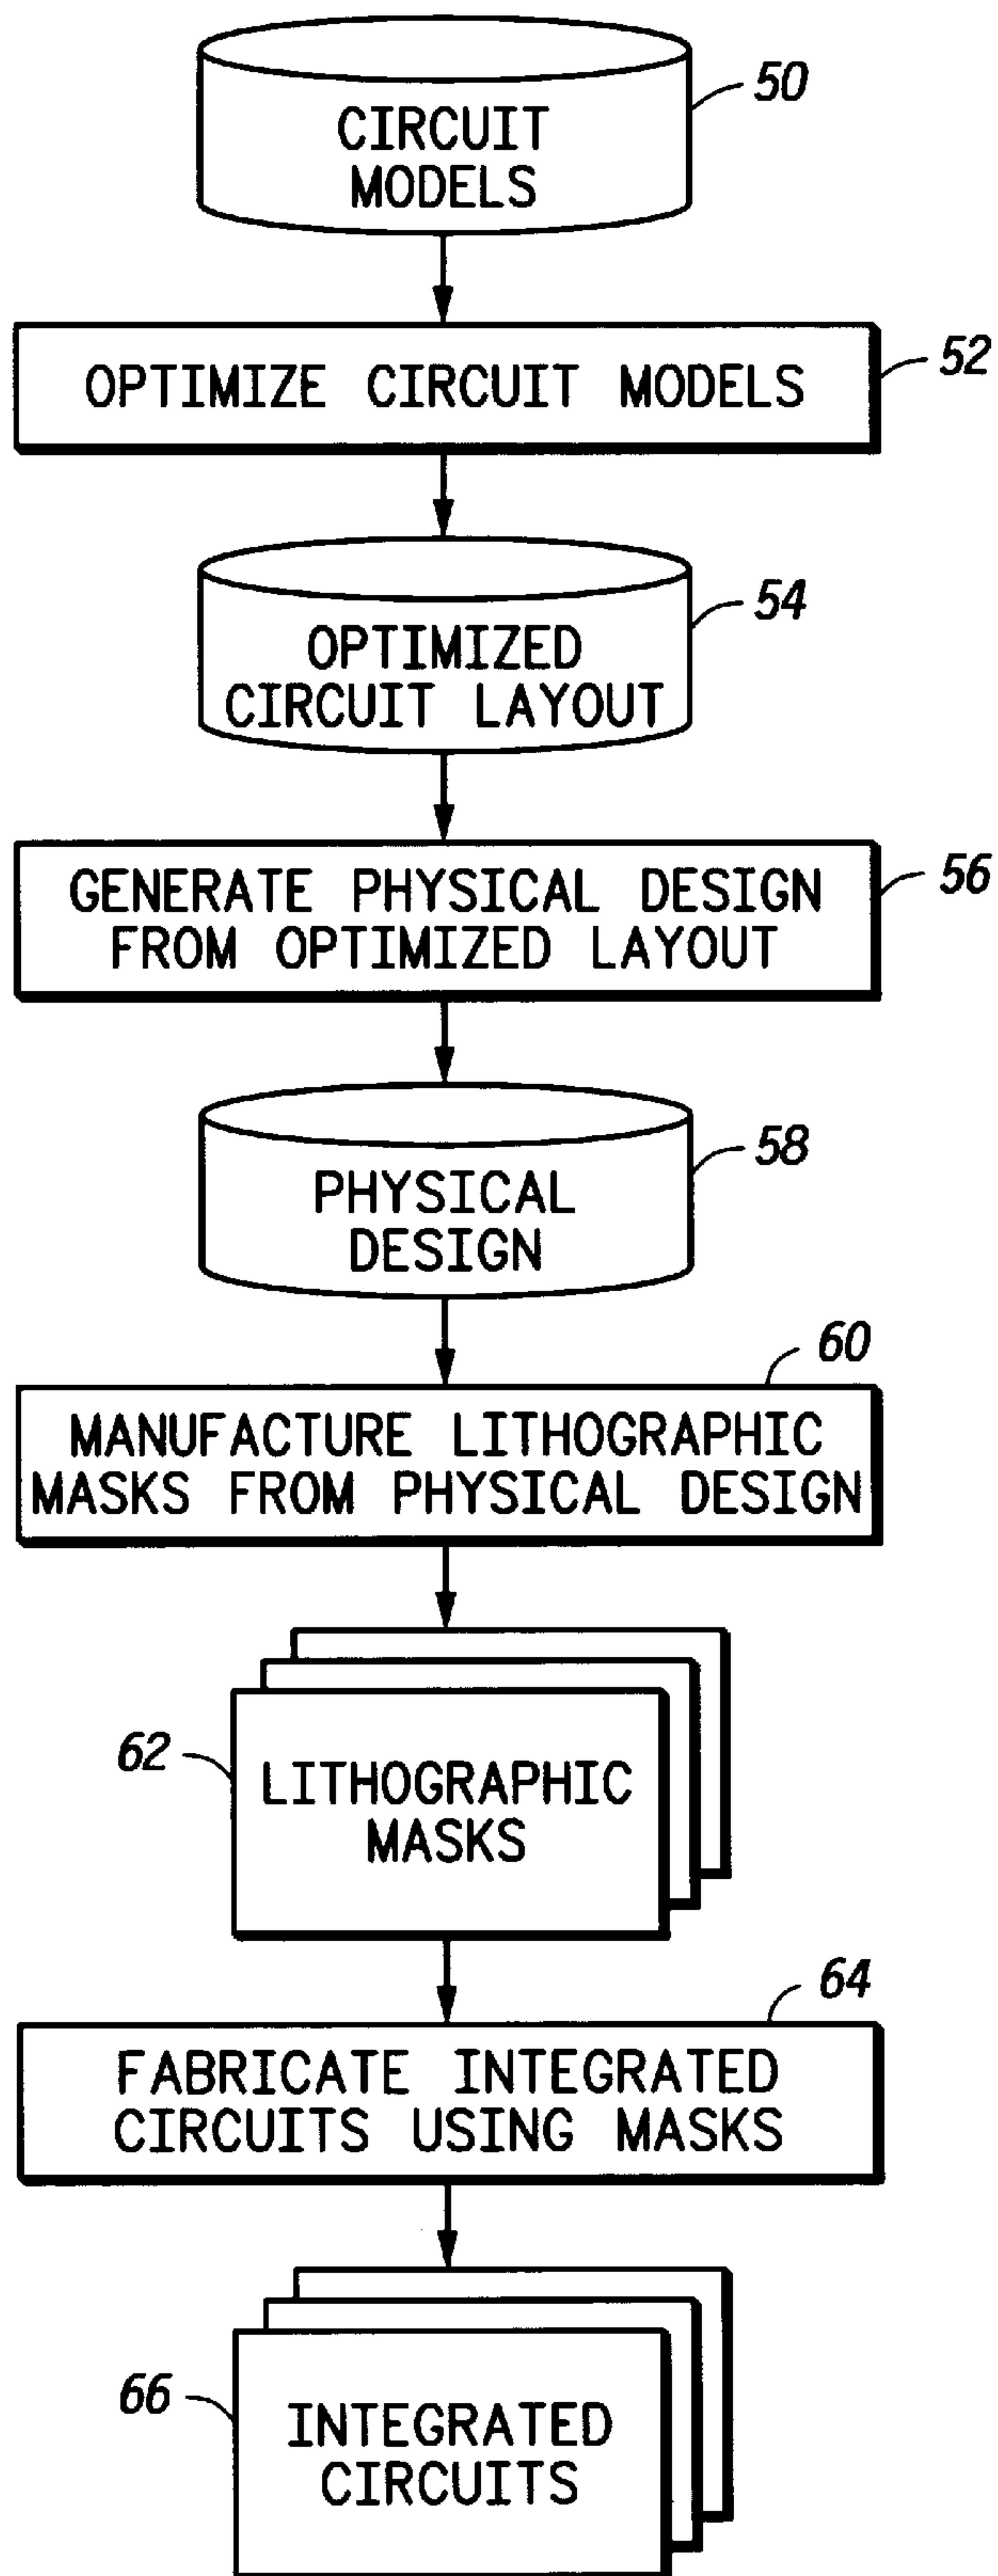 50
CIRCUIT
MODELS
52
OPTIMIZE CIRCUIT MODELS
54
OPTIMIZED
CIRCUIT LAYOUT
56
GENERATE PHYSICAL DESIGN
FROM OPTIMIZED LAYOUT
58
PHYSICAL
DESIGN
60
MANUFACTURE LITHOGRAPHIC
MASKS FROM PHYSICAL DESIGN
62
LITHOGRAPHIC
MASKS
64
FABRICATE INTEGRATED
CIRCUITS USING MASKS
66
INTEGRATED
CIRCUITS